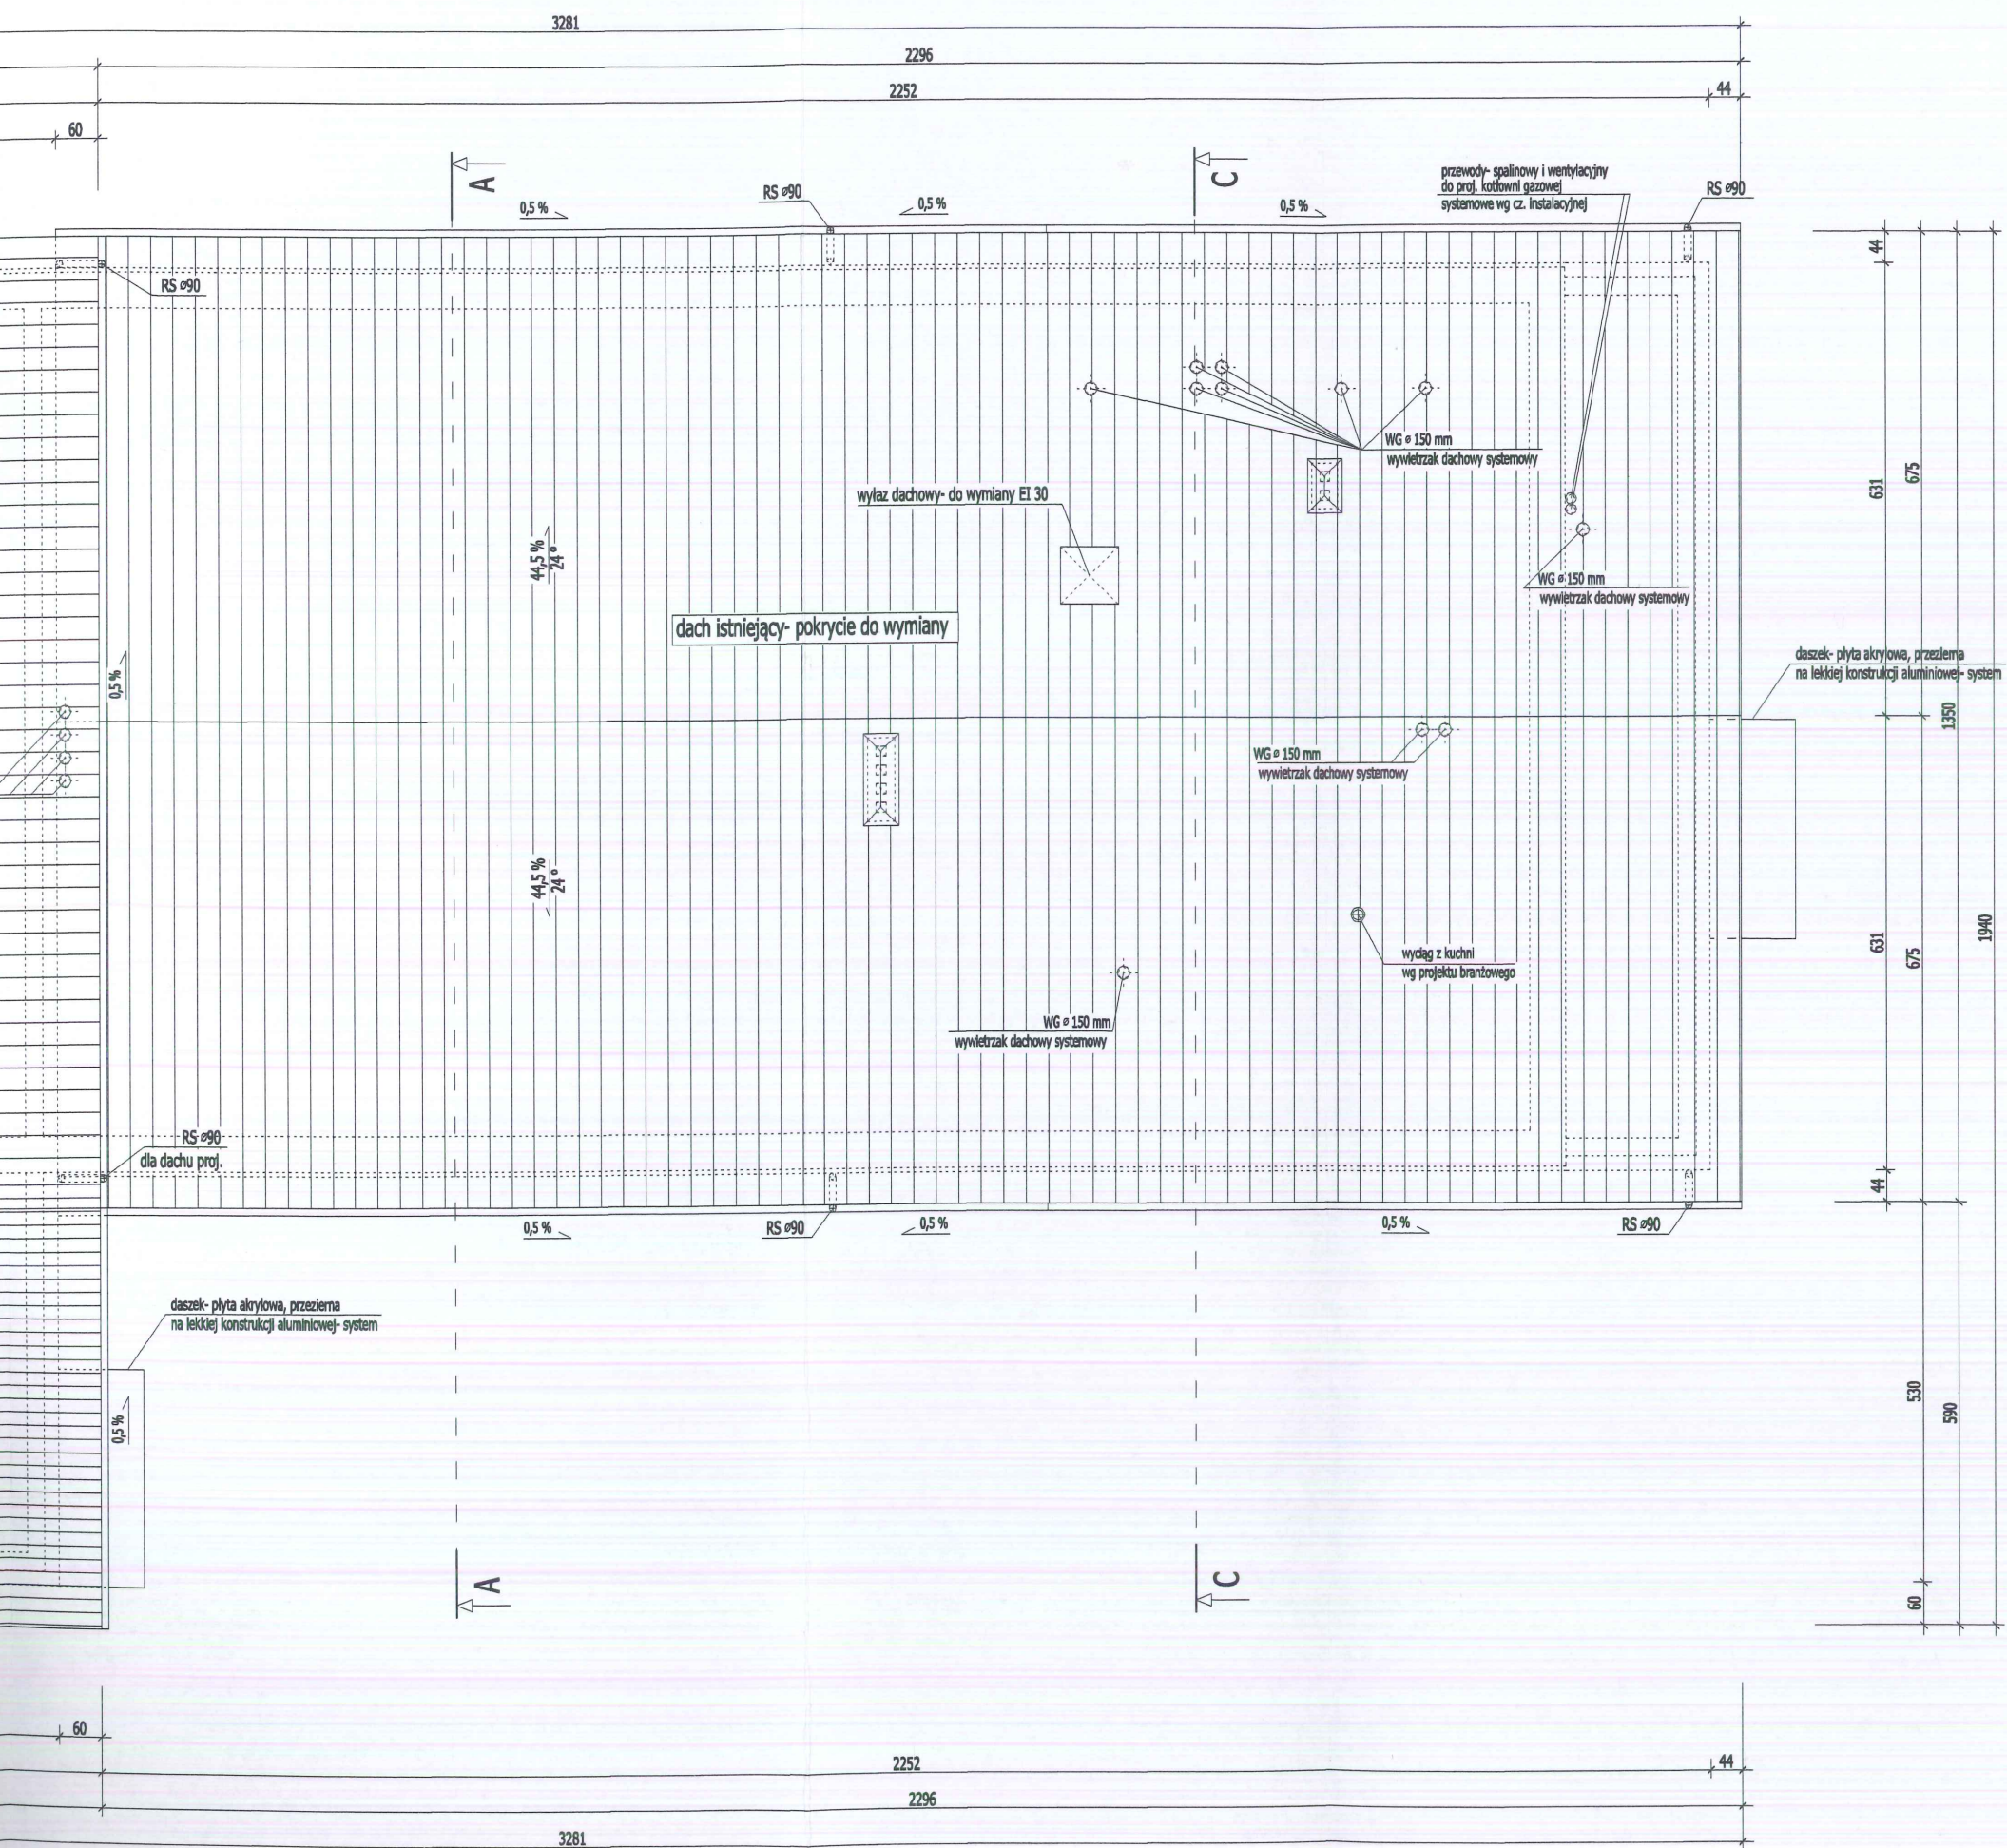 3281
2296
2252
44
60
A
C
przewody- spalinowy i wentylacyjny
do proj. kotłowni gazowej
systemowe wg cz. instalacyjnej
RS ø90
RS ø90
0,5 %
0,5 %
0,5 %
44
RS ø90
WG ø 150 mm
wywietrzak dachowy systemowy
675
631
wyłaz dachowy- do wymiany EI 30
44,5 %
24 º
WG ø 150 mm
wywietrzak dachowy systemowy
dach istniejący- pokrycie do wymiany
daszek- płyta akrylowa, przezierna
na lekkiej konstrukcji aluminiowej- system
0,5 %
1350
WG ø 150 mm
wywietrzak dachowy systemowy
44,5 %
24 º
1940
631
675
wyciąg z kuchni
wg projektu branżowego
WG ø 150 mm
wywietrzak dachowy systemowy
RS ø90
dla dachu proj.
44
0,5 %
RS ø90
0,5 %
0,5 %
RS ø90
daszek- płyta akrylowa, przezierna
na lekkiej konstrukcji aluminiowej- system
530
590
0,5 %
A
C
60
60
2252
44
2296
3281